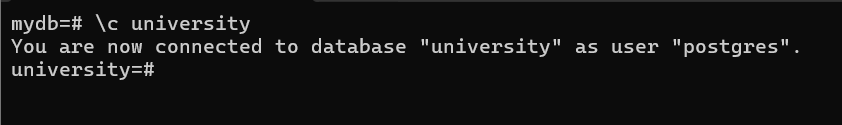 mydb=# \c university
You are now connected to database "university" as user "postgres".
university=#